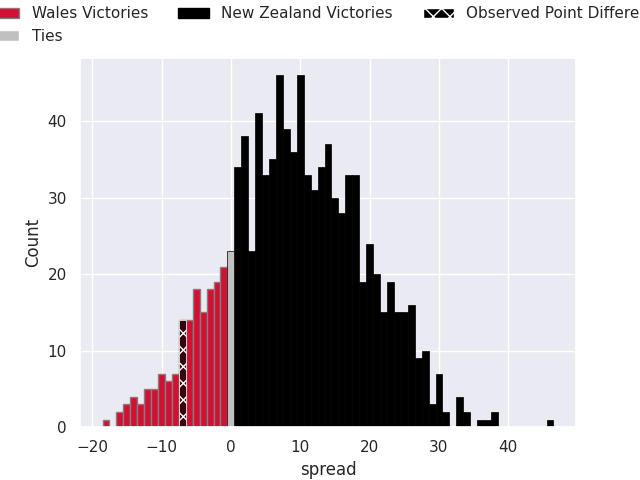 Wales Victories New Zealand Victories Observed Point Differe
Ties
40
30
20
10
0
−20 −10 0 10 20 30 40
Count
spread